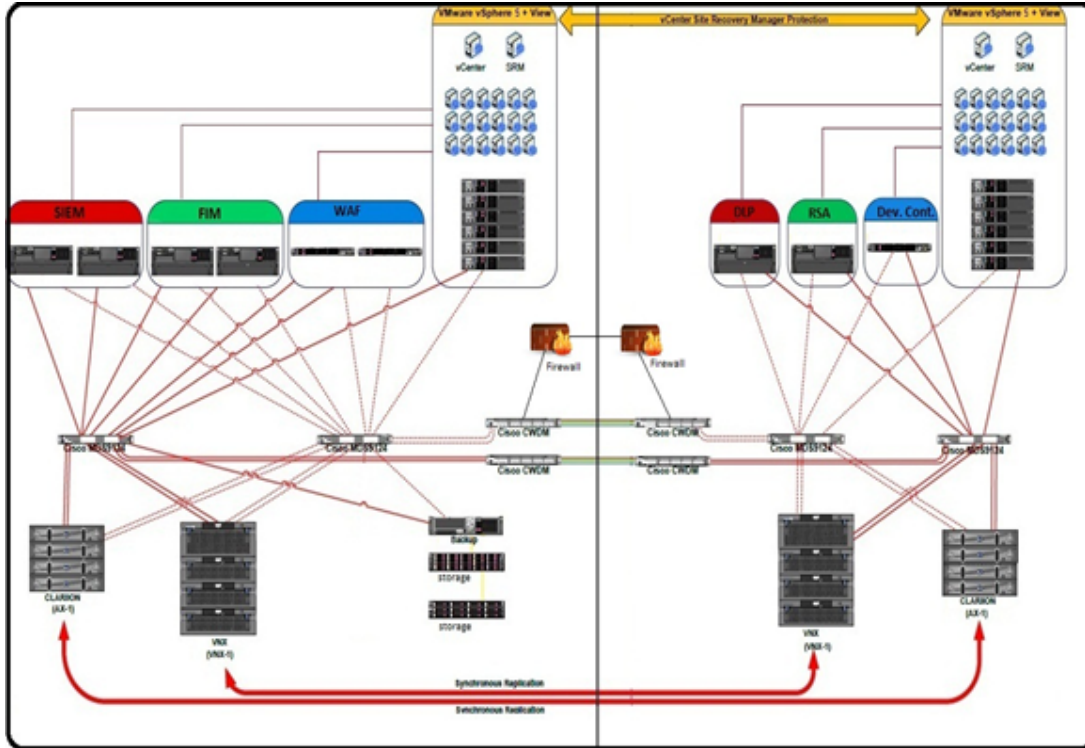 VMware vSphere 5 + View
vCenter Site Recovery Manager Protection
VMware vSphere 5 + View
vCenter
SRM
vCenter
SRM
SIEM
FIM
WAF
DLP
RSA
Dev. Cont.
Firewall
Firewall
Cisco CWDM
Cisco CWDM
Cisco MDS9124
Cisco MDS9124
Cisco MDS9124
Cisco MDS9124
Cisco CWDM
Cisco CWDM
Backup
storage
storage
CLARIION
(AX-1)
VNX
(VNX-1)
VNX
(VNX-1)
CLARIION
(AX-1)
Synchronous Replication
Synchronous Replication